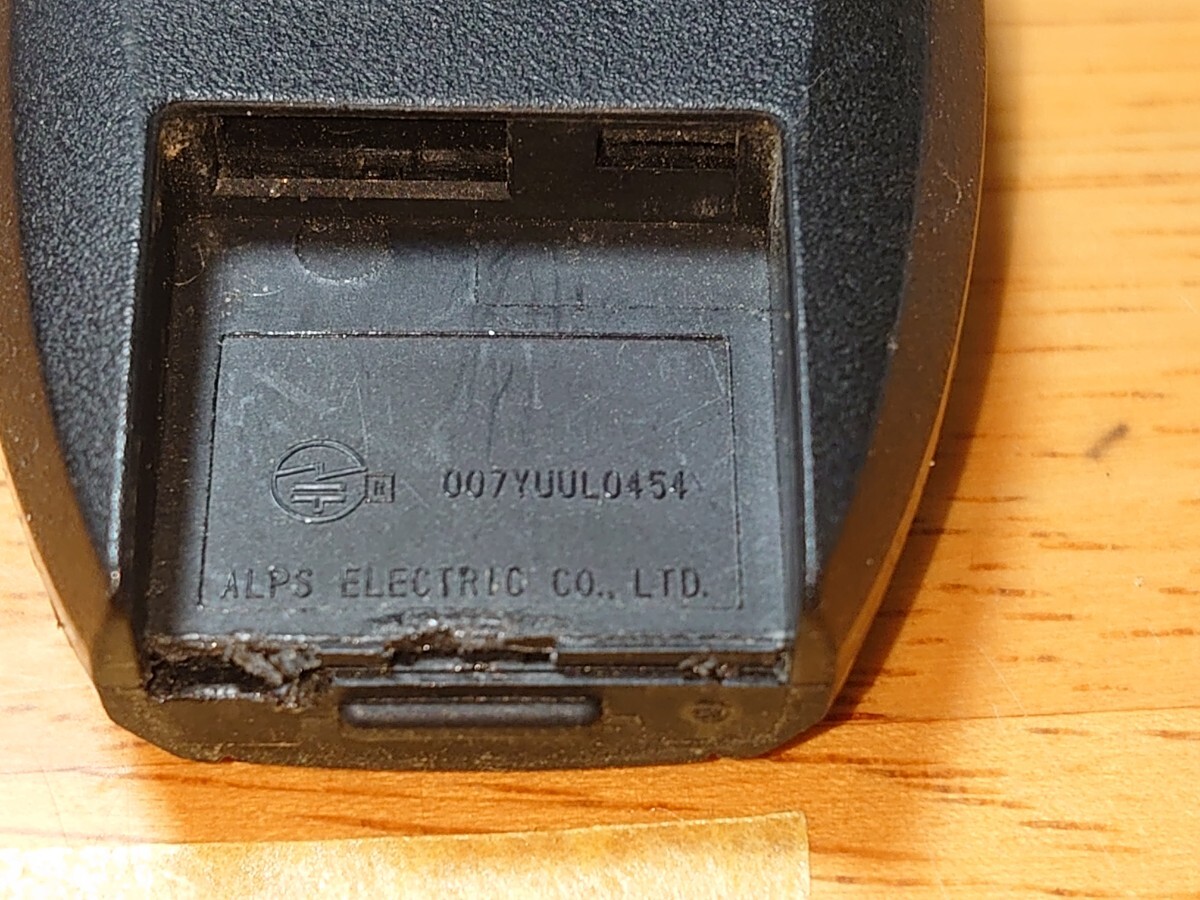 R 007YUUL0454
ALPS ELECTRIC CO., LTD.